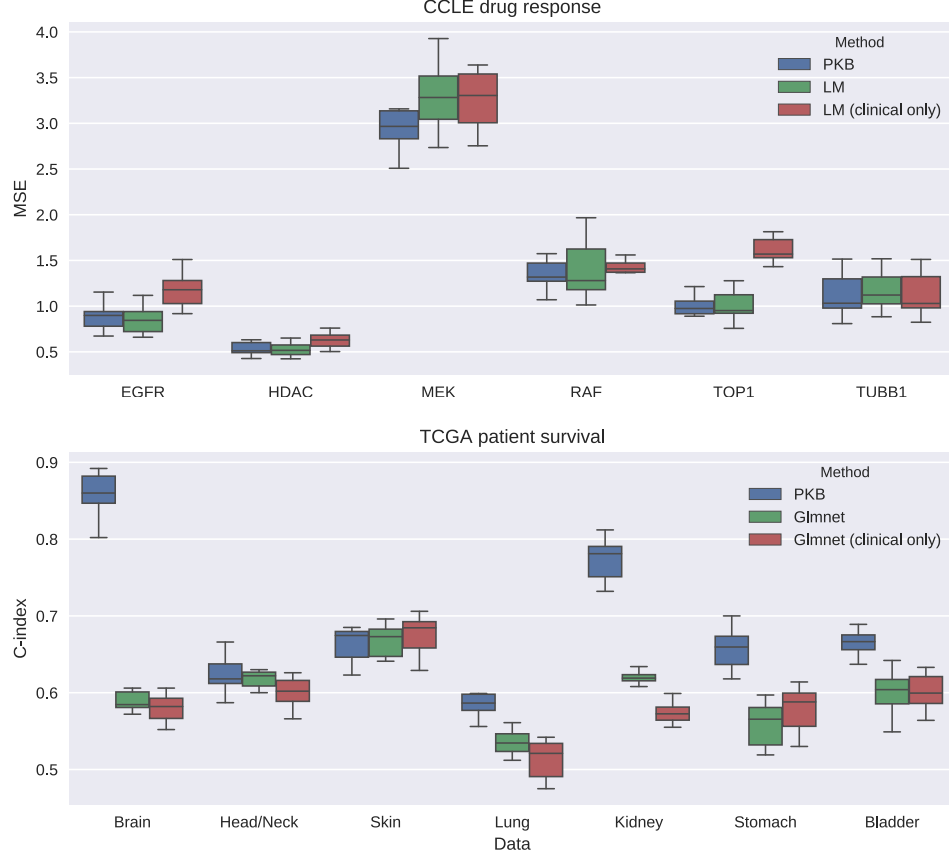 CCLE drug response
Method
PKB
LM
LM (clinical only)
MSE
4.0
3.5
3.0
2.5
2.0
1.5
1.0
0.5
EGFR HDAC MEK RAF TOP1 TUBB1
TCGA patient survival
Method
PKB
Glmnet
Glmnet (clinical only)
C-index
0.9
0.8
0.7
0.6
0.5
Brain Head/Neck Skin Lung Kidney Stomach Bladder
Data